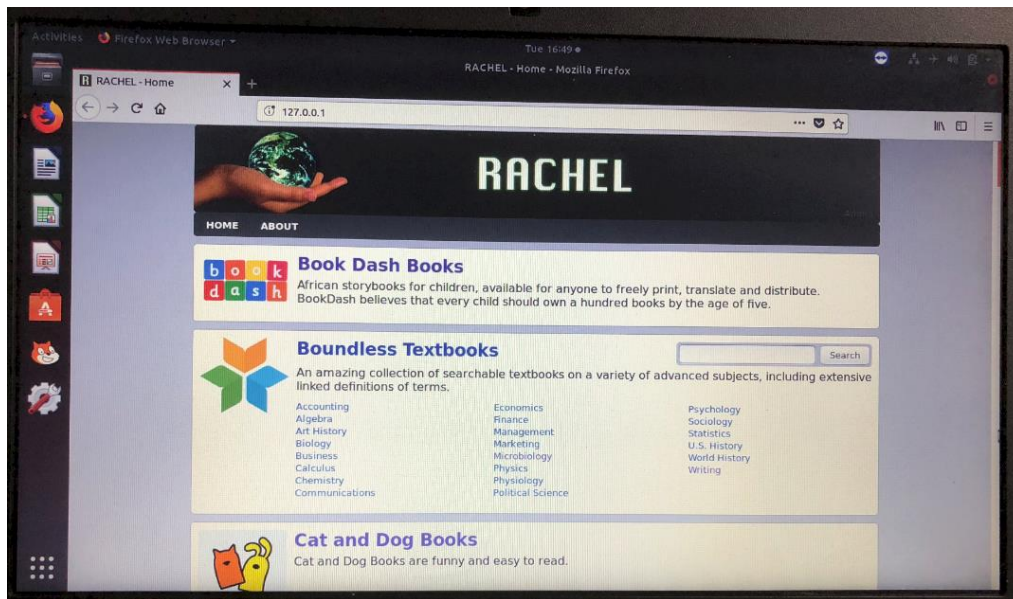 Activities Firefox Web Browser
Tue 16:49
RACHEL - Home - Mozilla Firefox
RACHEL - Home
127.0.0.1
RACHEL
HOME ABOUT
book
dash
Book Dash Books
African storybooks for children, available for anyone to freely print, translate and distribute.
BookDash believes that every child should own a hundred books by the age of five.
Boundless Textbooks
Search
An amazing collection of searchable textbooks on a variety of advanced subjects, including extensive
linked definitions of terms.
Accounting
Algebra
Art History
Biology
Business
Calculus
Chemistry
Communications
Economics
Finance
Management
Marketing
Microbiology
Physics
Physiology
Political Science
Psychology
Sociology
Statistics
U.S. History
World History
Writing
Cat and Dog Books
Cat and Dog Books are funny and easy to read.